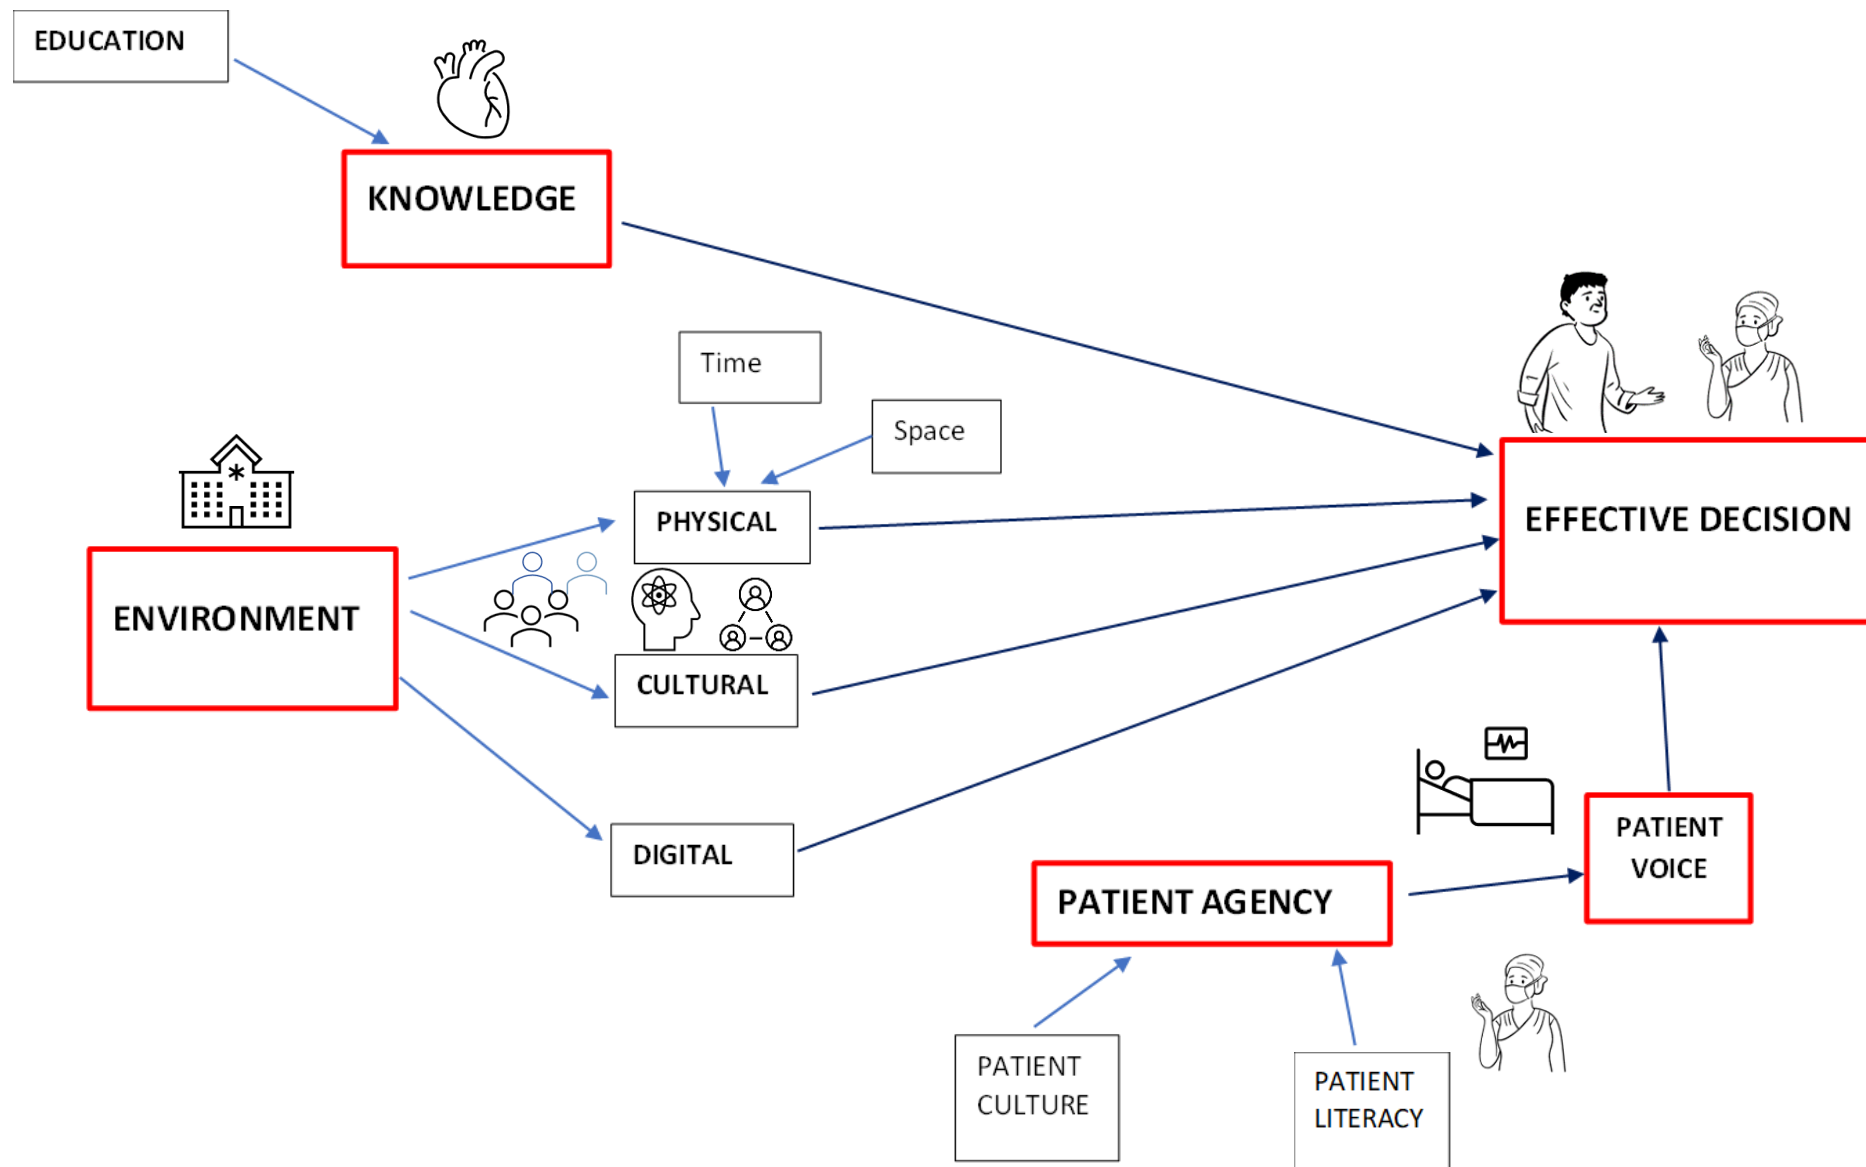 EDUCATION
KNOWLEDGE
Time
Space
PHYSICAL
EFFECTIVE DECISION
ENVIRONMENT
CULTURAL
DIGITAL
PATIENT
VOICE
PATIENT AGENCY
PATIENT
CULTURE
PATIENT
LITERACY